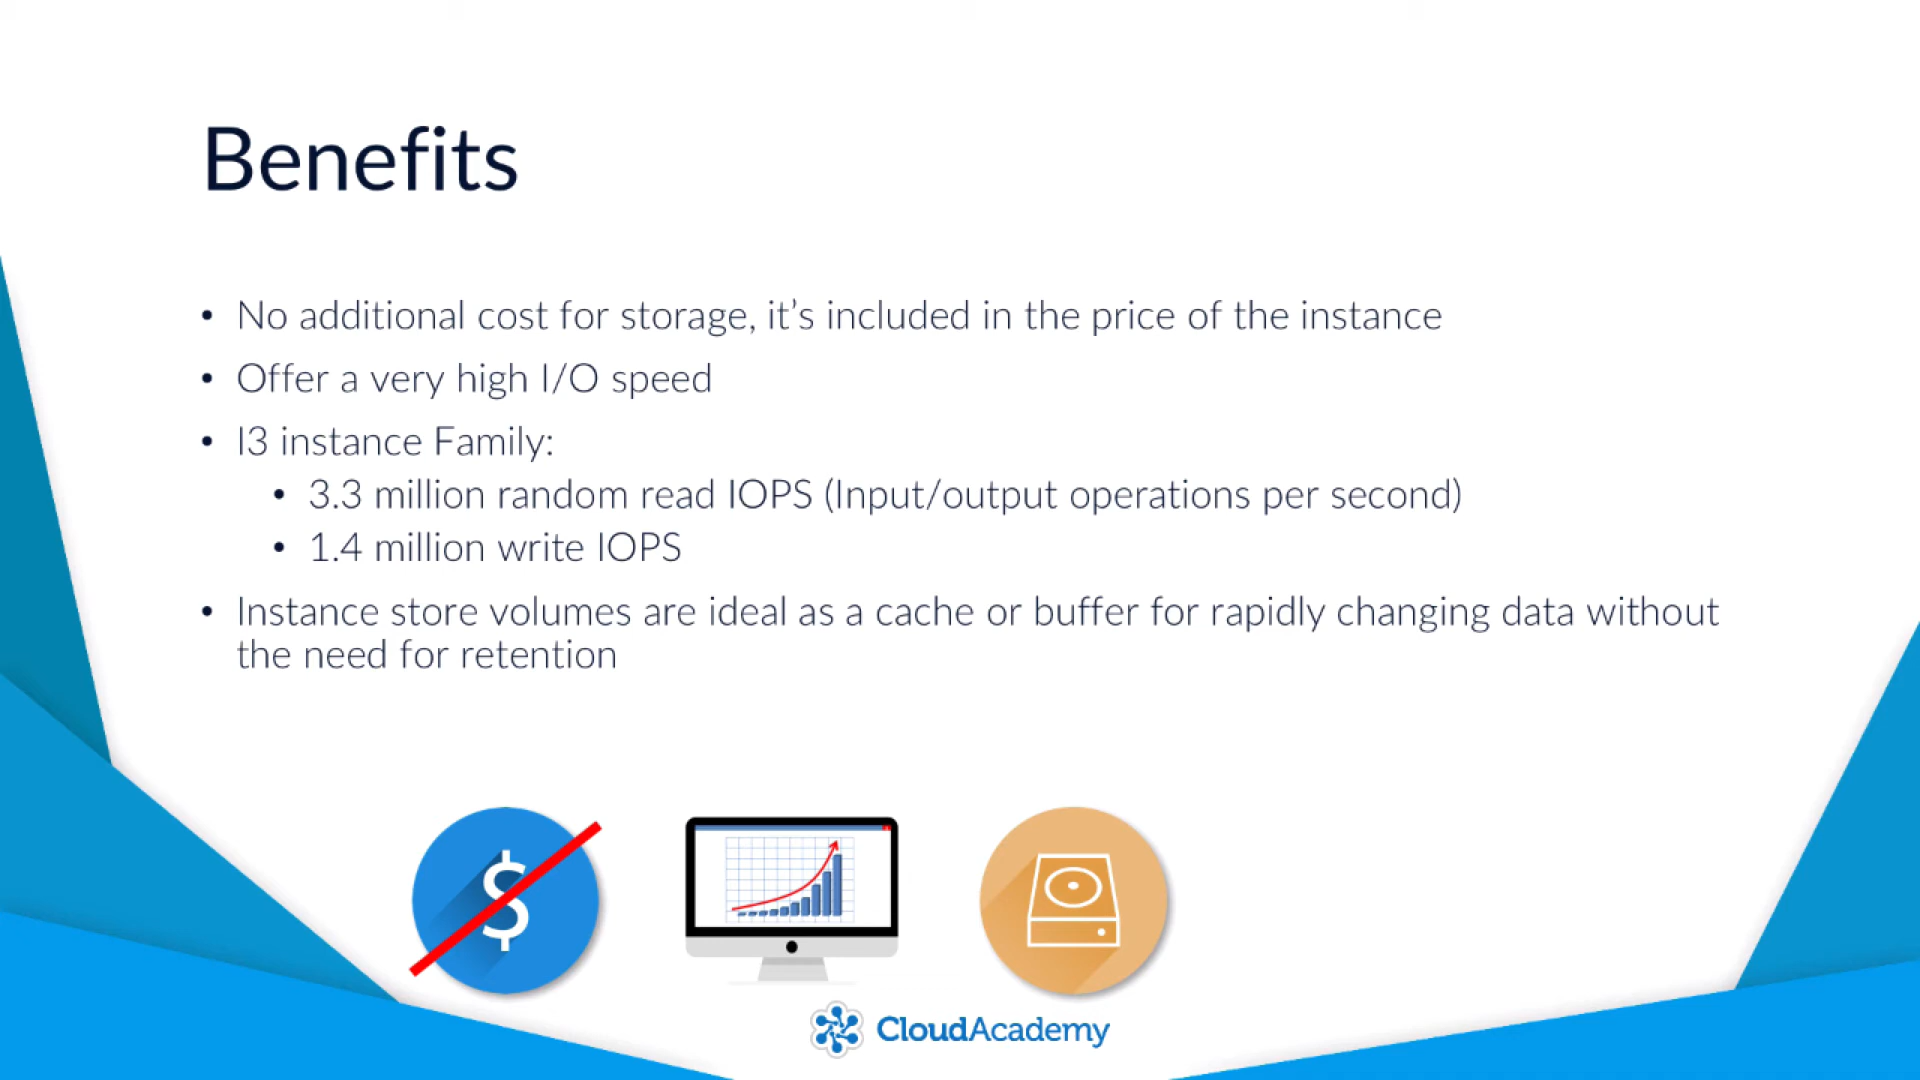 Benefits
• No additional cost for storage, it’s included in the price of the instance
• Offer a very high I/O speed
• I3 instance Family:
• 3.3 million random read IOPS (Input/output operations per second)
• 1.4 million write IOPS
• Instance store volumes are ideal as a cache or buffer for rapidly changing data without
the need for retention
$
CloudAcademy